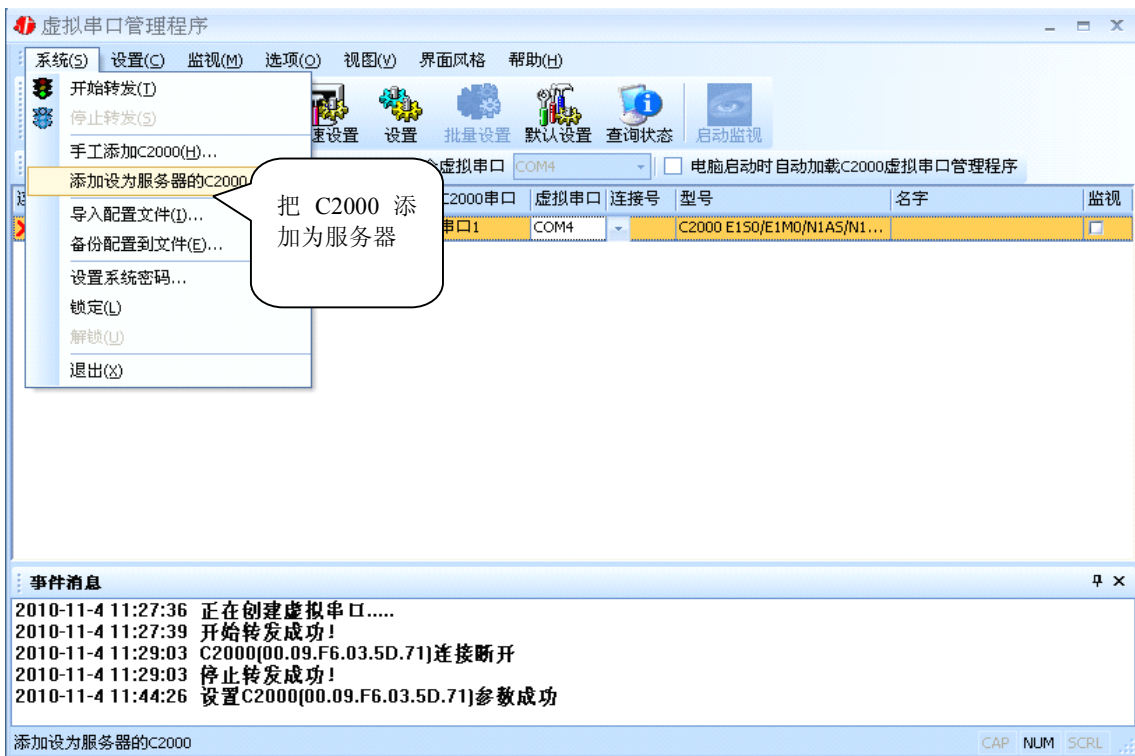 虚拟串口管理程序
系统(S) 设置(C) 监视(M) 选项(O) 视图(V) 界面风格 帮助(H)
开始转发(T)
停止转发(S)
手工添加C2000(H)...
添加设为服务器的C2000
导入配置文件(I)...
备份配置到文件(E)...
设置系统密码...
锁定(L)
解锁(U)
退出(X)
速设置 设置 批量设置 默认设置 查询状态 启动监视
虚拟串口 COM4 电脑启动时自动加载C2000虚拟串口管理程序
C2000串口 虚拟串口 连接号 型号 名字 监视
串口1 COM4 C2000 E1S0/E1M0/N1AS/N1...
把 C2000 添
加为服务器
事件消息
2010-11-4 11:27:36 正在创建虚拟串口.....
2010-11-4 11:27:39 开始转发成功!
2010-11-4 11:29:03 C2000(00.09.F6.03.5D.71)连接断开
2010-11-4 11:29:03 停止转发成功!
2010-11-4 11:44:26 设置C2000(00.09.F6.03.5D.71)参数成功
添加设为服务器的C2000 CAP NUM SCRL